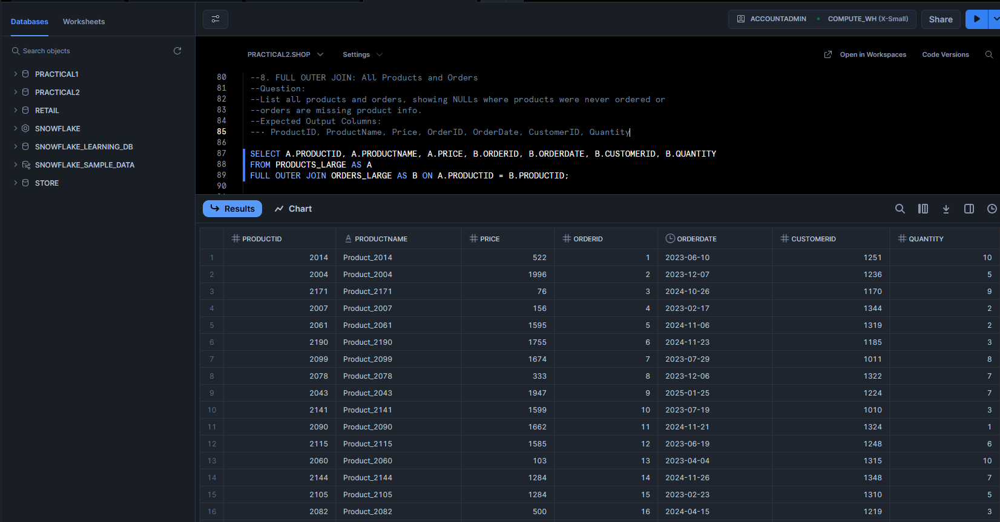 Databases Worksheets
ACCOUNTADMIN COMPUTE_WH (X-Small) Share
Search objects
PRACTICAL1
PRACTICAL2
RETAIL
SNOWFLAKE
SNOWFLAKE_LEARNING_DB
SNOWFLAKE_SAMPLE_DATA
STORE
PRACTICAL2.SHOP Settings Open in Workspaces Code Versions
80 --8. FULL OUTER JOIN: All Products and Orders
81 --Question:
82 --List all products and orders, showing NULLs where products were never ordered or
83 --orders are missing product info.
84 --Expected Output Columns:
85 --· ProductID, ProductName, Price, OrderID, OrderDate, CustomerID, Quantity
86
87 SELECT A.PRODUCTID, A.PRODUCTNAME, A.PRICE, B.ORDERID, B.ORDERDATE, B.CUSTOMERID, B.QUANTITY
88 FROM PRODUCTS_LARGE AS A
89 FULL OUTER JOIN ORDERS_LARGE AS B ON A.PRODUCTID = B.PRODUCTID;
90
Results Chart
PRODUCTID PRODUCTNAME PRICE ORDERID ORDERDATE CUSTOMERID QUANTITY
1 2014 Product_2014 522 1 2023-06-10 1251 10
2 2004 Product_2004 1996 2 2023-12-07 1236 5
3 2171 Product_2171 76 3 2024-10-26 1170 9
4 2007 Product_2007 156 4 2023-02-17 1344 2
5 2061 Product_2061 1595 5 2024-11-06 1319 2
6 2190 Product_2190 1755 6 2024-11-23 1185 3
7 2099 Product_2099 1674 7 2023-07-29 1011 8
8 2078 Product_2078 333 8 2023-12-06 1322 7
9 2043 Product_2043 1947 9 2025-01-25 1224 7
10 2141 Product_2141 1599 10 2023-07-19 1010 3
11 2090 Product_2090 1662 11 2024-11-21 1324 1
12 2115 Product_2115 1585 12 2023-06-19 1248 6
13 2060 Product_2060 103 13 2023-04-04 1315 10
14 2144 Product_2144 1284 14 2024-11-26 1348 7
15 2105 Product_2105 1284 15 2023-02-23 1310 5
16 2082 Product_2082 500 16 2024-04-15 1219 3